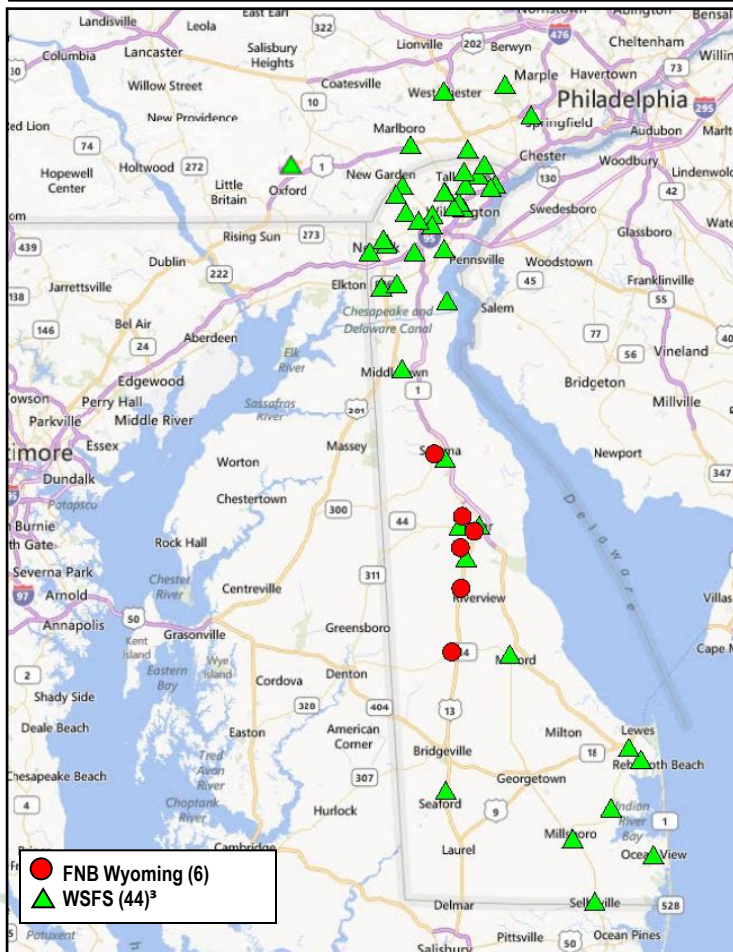 East Earl
322
Landisville
Leola
Lionville
202
Berwyn
476
Cheltenham
Lancaster
Salisbury
Heights
Columbia
30
Coatesville
Marple
Havertown
73
Willow Street
10
Philadelphia
295
New Providence
Springfield
Audubon
Red Lion
74
Marlboro
Chester
Woodbury
Hopewell
Center
Holtwood
272
1
Oxford
New Garden
130
42
Little
Britain
Swedesboro
Glassboro
439
Rising Sun
273
95
Pennsville
Woodstown
Dublin
222
45
Franklinville
Jarrettsville
Elkton
Salem
55
138
Chesapeake and
Delaware Canal
146
Bel Air
24
Aberdeen
77
56
Vineland
Elk
River
Edgewood
Middletown
Bridgeton
Perry Hall
Middle River
Sassafras
River
201
1
Millville
Parkville
Essex
Massey
Newport
347
Dundalk
Worton
Patapsco
Chestertown
300
44
Delaware
Rock Hall
Severna Park
Chester
River
311
97
Arnold
Centreville
Riverview
Annapolis
50
Grasonville
Kent
Island
Wye
Island
Greensboro
14
Milford
2
Eastern
Bay
Cordova
Denton
Shady Side
328
404
13
Deale Beach
Easton
American
Corner
Milton
Lewes
Tred
Avon
River
Bridgeville
18
Rehoboth Beach
Chesapeake Beach
307
Georgetown
4
Choptank
River
Hurlock
Seaford
9
Indian
River
Bay
1
Cambridge
Laurel
Millsboro
Ocean View
FNB Wyoming (6)
WSFS (44)³
Delmar
Selbyville
528
Patuxent
Salisbury
Pittsville
50
Ocean Pines